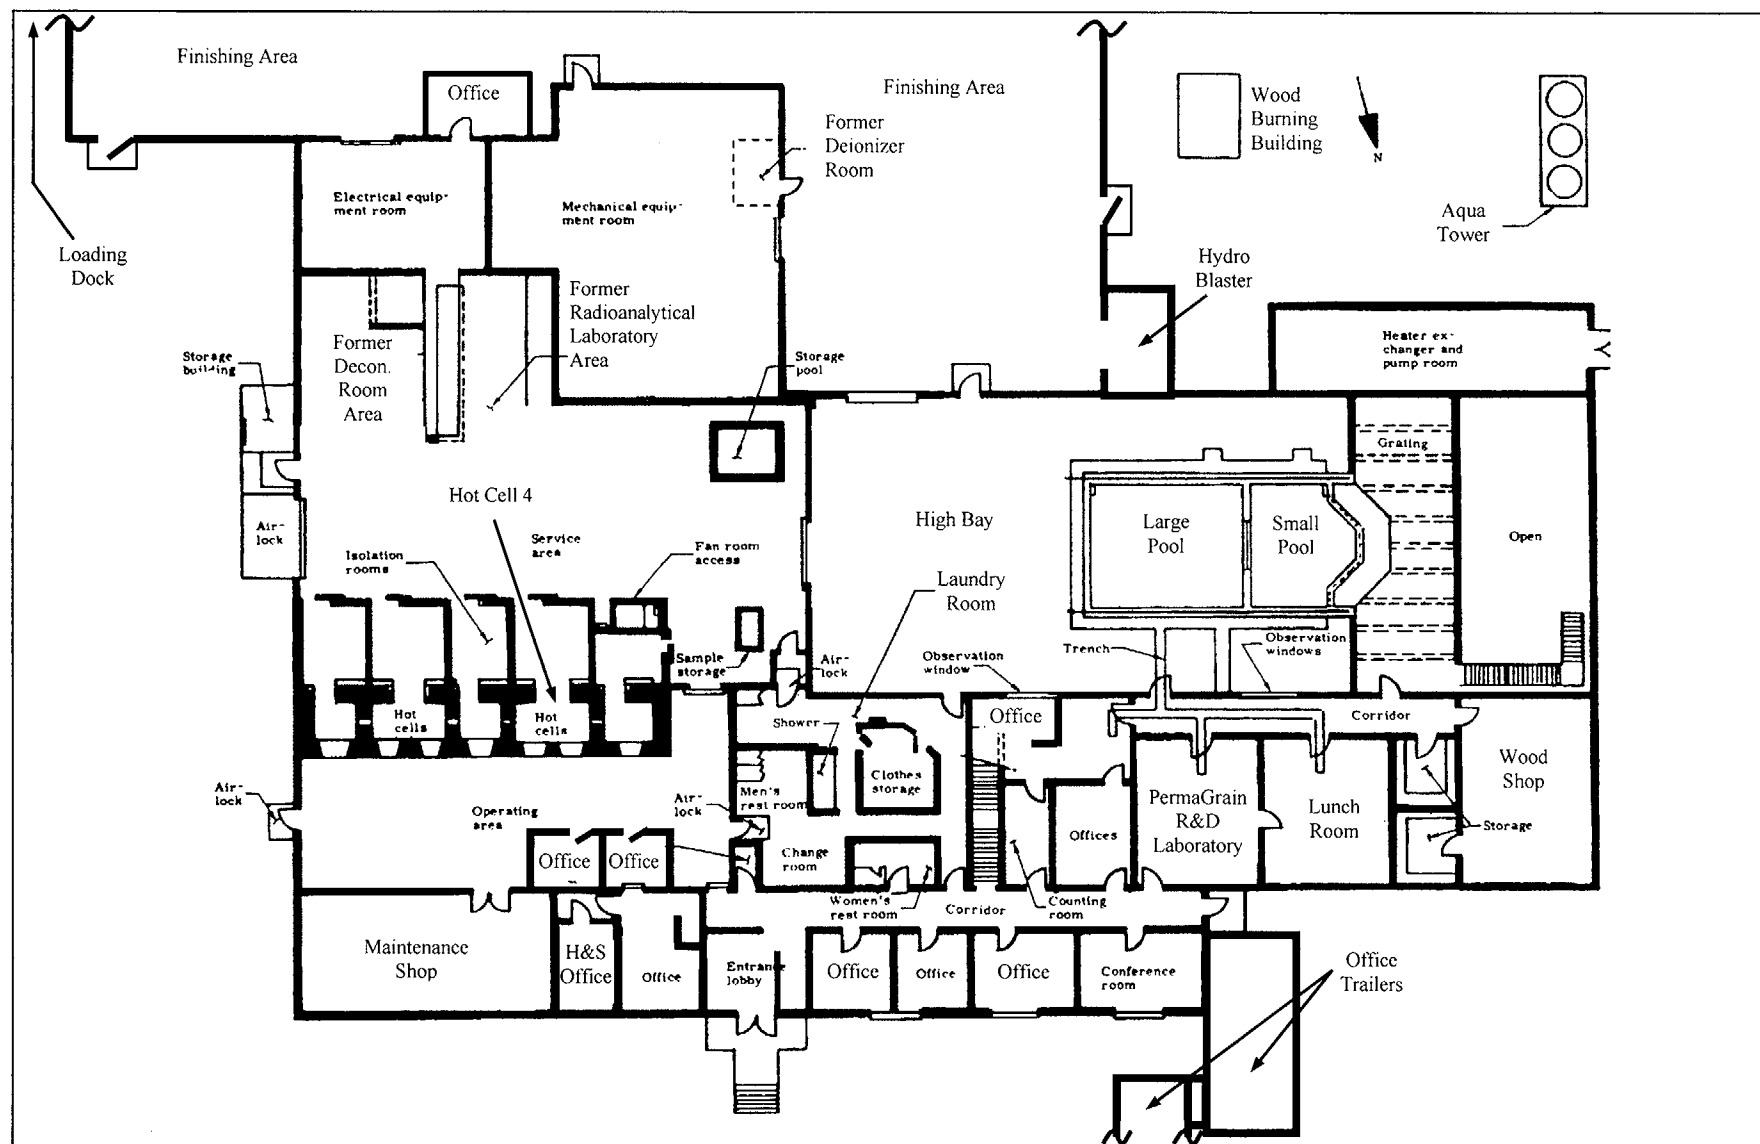 Finishing Area
Office
Finishing Area
Former
Deionizer
Room
Wood
Burning
Building
N
Aqua
Tower
Electrical equip-
ment room
Mechanical equip-
ment room
Loading
Dock
Hydro
Blaster
Former
Radioanalytical
Laboratory
Area
Former
Decon.
Room
Area
Storage
building
Storage
pool
Heater ex-
changer and
pump room
Grating
Hot Cell 4
Air-
lock
Isolation
rooms
Service
area
Fan room
access
High Bay
Large
Pool
Small
Pool
Open
Laundry
Room
Sample
storage
Air-
lock
Observation
window
Trench
Observation
windows
Hot
cells
Hot
cells
Shower
Office
Corridor
Wood
Shop
Clothes
storage
Air-
lock
Operating
area
Men's
rest room
Air-
lock
PermaGrain
R&D
Laboratory
Lunch
Room
Storage
Offices
Office
Office
Change
room
Women's
rest room
Corridor
Counting
room
Maintenance
Shop
H&S
Office
Office
Entrance
lobby
Office
Office
Office
Conference
room
Office
Trailers